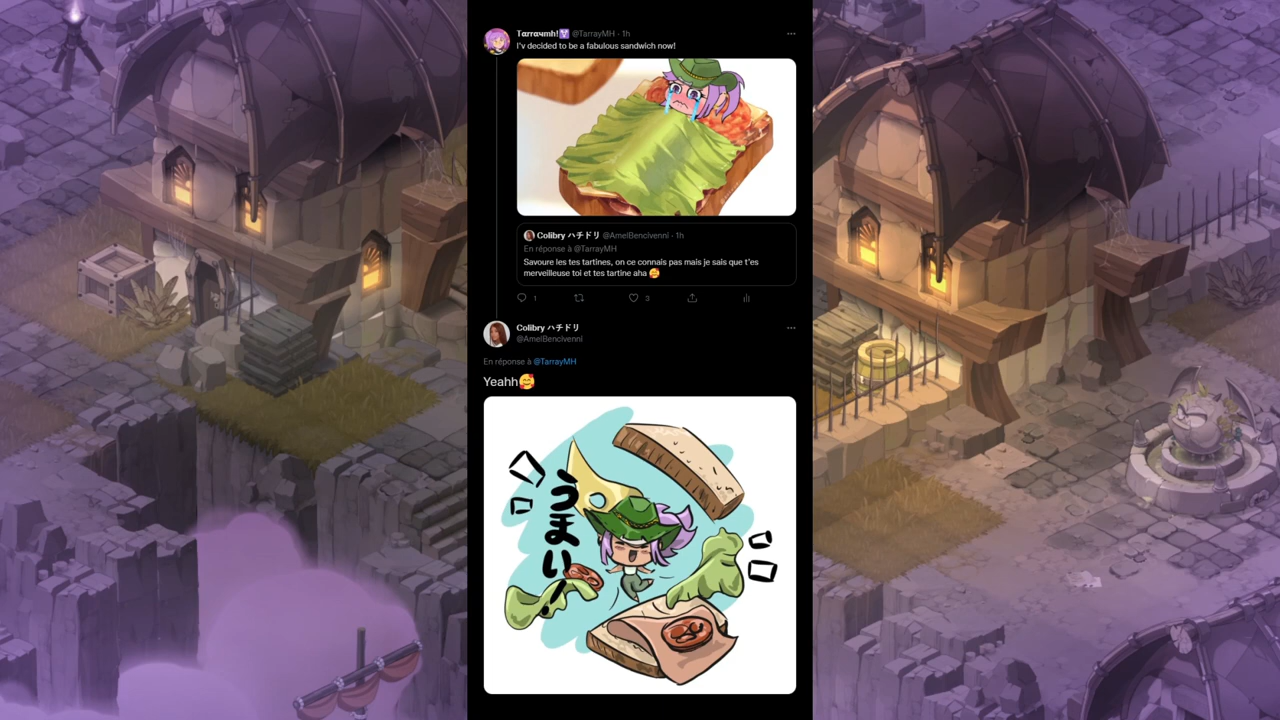 Tαrrαчmh! @TarrayMH · 1h
I'v decided to be a fabulous sandwich now!
Colibry ハチドリ @AmelBencivenni · 1h
En réponse à @TarrayMH
Savoure les tes tartines, on ce connais pas mais je sais que t'es
merveilleuse toi et tes tartine aha 🥰
1
3
Colibry ハチドリ
@AmelBencivenni
En réponse à @TarrayMH
Yeahh🥰
うまい!